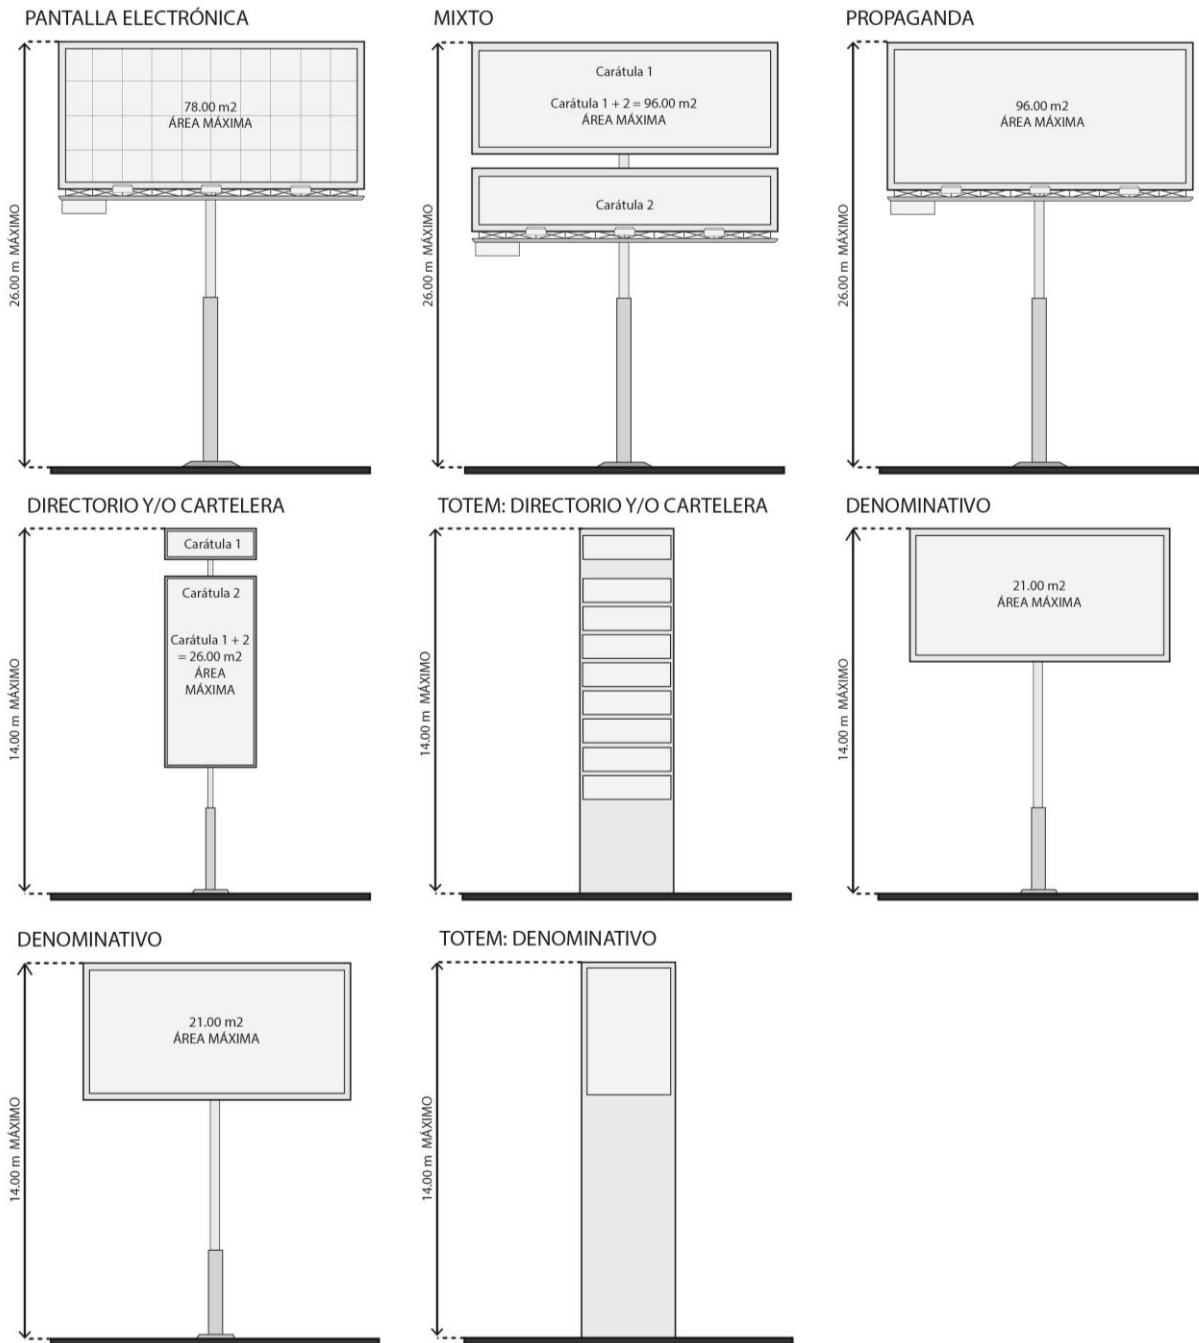 PANTALLA ELECTRÓNICA
26.00 m MÁXIMO
78.00 m2
ÁREA MÁXIMA
MIXTO
26.00 m MÁXIMO
Carátula 1
Carátula 1 + 2 = 96.00 m2
ÁREA MÁXIMA
Carátula 2
PROPAGANDA
26.00 m MÁXIMO
96.00 m2
ÁREA MÁXIMA
DIRECTORIO Y/O CARTELERA
14.00 m MÁXIMO
Carátula 1
Carátula 2
Carátula 1 + 2
= 26.00 m2
ÁREA
MÁXIMA
TOTEM: DIRECTORIO Y/O CARTELERA
14.00 m MÁXIMO
DENOMINATIVO
14.00 m MÁXIMO
21.00 m2
ÁREA MÁXIMA
DENOMINATIVO
14.00 m MÁXIMO
21.00 m2
ÁREA MÁXIMA
TOTEM: DENOMINATIVO
14.00 m MÁXIMO